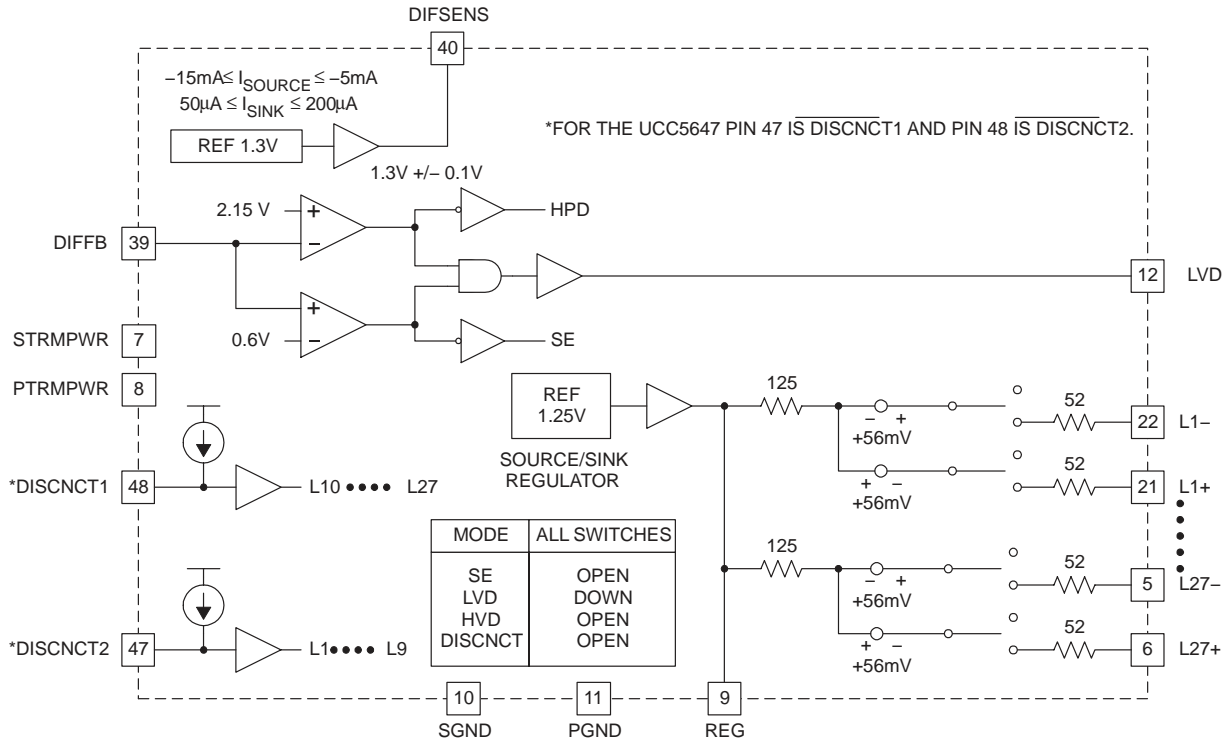 DIFSENS
40
–15mA≤ ISOURCE ≤ –5mA
50µA ≤ ISINK ≤ 200µA
*FOR THE UCC5647 PIN 47 IS DISCNCT1 AND PIN 48 IS DISCNCT2.
REF 1.3V
1.3V +/– 0.1V
2.15 V
+
–
HPD
DIFFB
39
12
LVD
+
–
0.6V
SE
STRMPWR
7
PTRMPWR
8
REF
1.25V
SOURCE/SINK
REGULATOR
125
– +
+56mV
52
22
L1–
+ –
+56mV
52
21
L1+
*DISCNCT1
48
L10 •••• L27
MODE ALL SWITCHES
SE OPEN
LVD DOWN
HVD OPEN
DISCNCT OPEN
125
– +
+56mV
52
5
L27–
+ –
+56mV
52
6
L27+
*DISCNCT2
47
L1•••• L9
10
SGND
11
PGND
9
REG